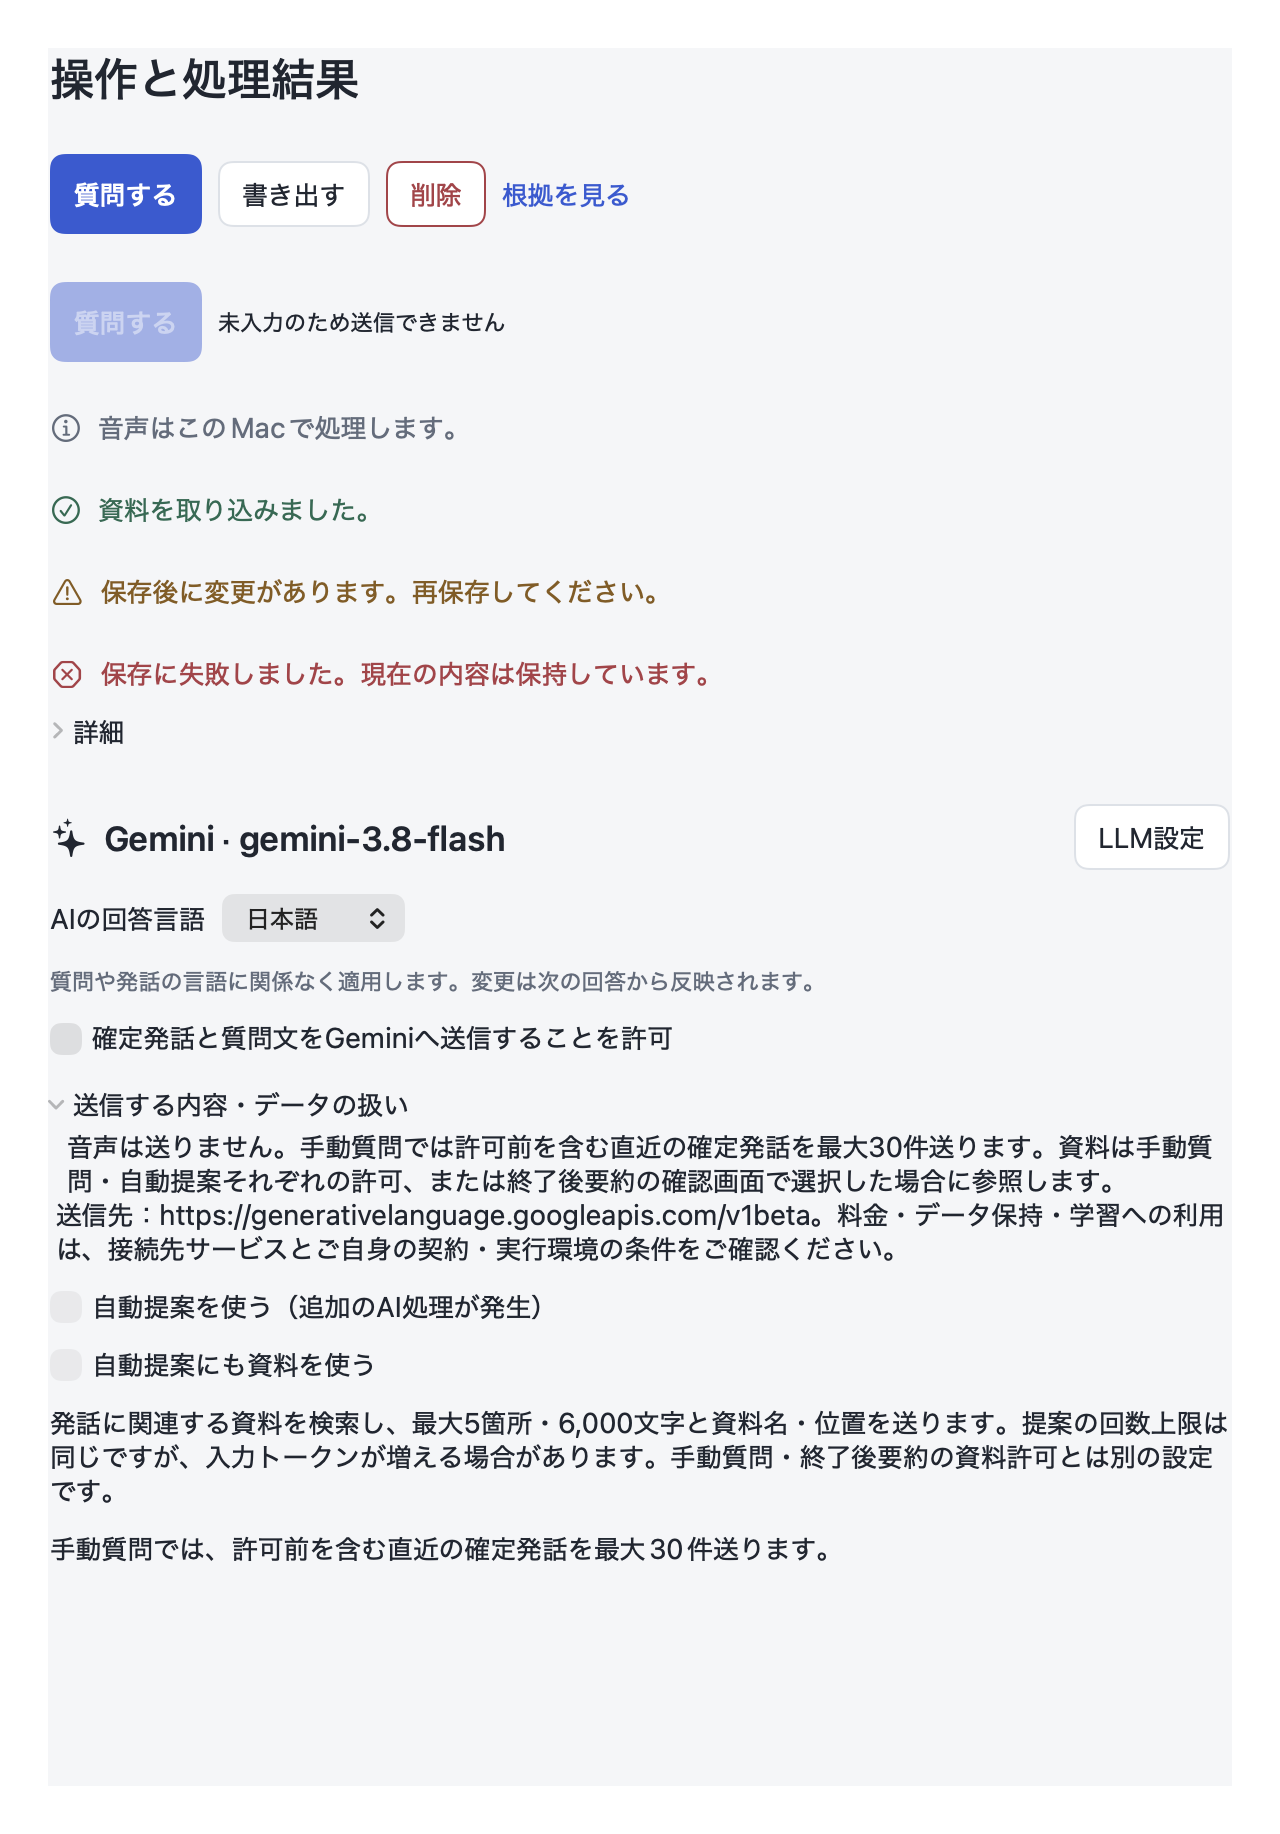 操作と処理結果
質問する 書き出す 削除 根拠を見る
質問する 未入力のため送信できません
音声はこのMacで処理します。
資料を取り込みました。
保存後に変更があります。再保存してください。
保存に失敗しました。現在の内容は保持しています。
詳細
Gemini · gemini-3.8-flash LLM設定
AIの回答言語 日本語
質問や発話の言語に関係なく適用します。変更は次の回答から反映されます。
確定発話と質問文をGeminiへ送信することを許可
送信する内容・データの扱い
音声は送りません。手動質問では許可前を含む直近の確定発話を最大30件送ります。資料は手動質
問・自動提案それぞれの許可、または終了後要約の確認画面で選択した場合に参照します。
送信先：https://generativelanguage.googleapis.com/v1beta。料金・データ保持・学習への利用
は、接続先サービスとご自身の契約・実行環境の条件をご確認ください。
自動提案を使う（追加のAI処理が発生）
自動提案にも資料を使う
発話に関連する資料を検索し、最大5箇所・6,000文字と資料名・位置を送ります。提案の回数上限は
同じですが、入力トークンが増える場合があります。手動質問・終了後要約の資料許可とは別の設定
です。
手動質問では、許可前を含む直近の確定発話を最大30件送ります。